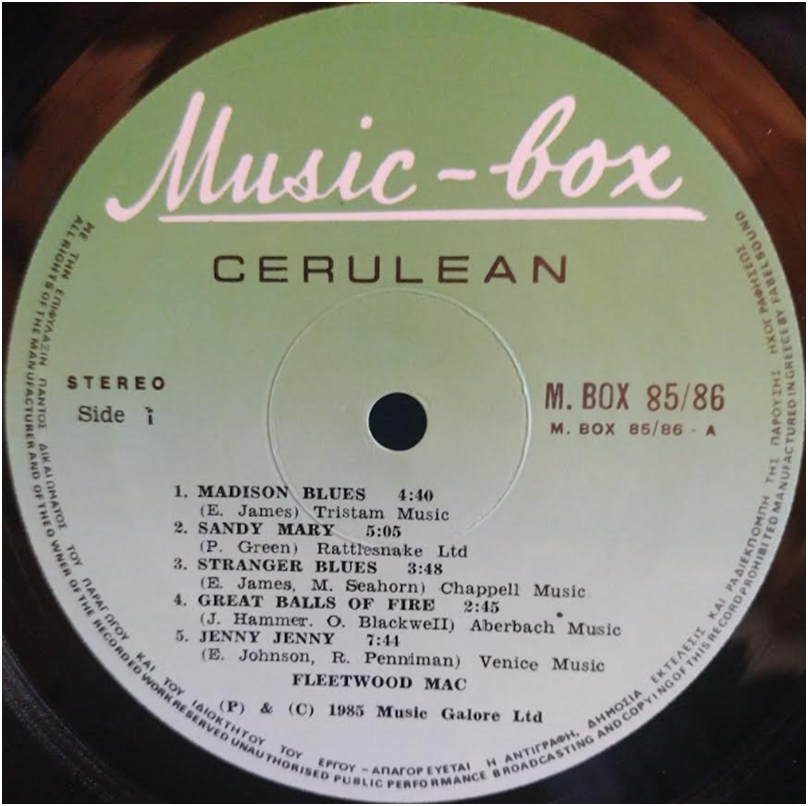 Music-box
CERULEAN
STEREO
Side 1
M. BOX 85/86
M. BOX 85/86 - A
1. MADISON BLUES 4:40
(E. James) Tristam Music
2. SANDY MARY 5:05
(P. Green) Rattlesnake Ltd
3. STRANGER BLUES 3:48
(E. James, M. Seahorn) Chappell Music
4. GREAT BALLS OF FIRE 2:45
(J. Hammer. O. Blackwell) Aberbach Music
5. JENNY JENNY 7:44
(E. Johnson, R. Penniman) Venice Music
FLEETWOOD MAC
(P) & (C) 1985 Music Galore Ltd
ΜΕ ΤΗΝ ΕΠΙΦΥΛΑΞΙΝ ΠΑΝΤΟΣ ΔΙΚΑΙΩΜΑΤΟΣ ΤΟΥ ΠΑΡΑΓΩΓΟΥ ΚΑΙ ΤΟΥ ΙΔΙΟΚΤΗΤΟΥ ΤΟΥ ΕΡΓΟΥ - ΑΠΑΓΟΡΕΥΕΤΑΙ Η ΑΝΤΙΓΡΑΦΗ, ΔΗΜΟΣΙΑ ΕΚΤΕΛΕΣΙΣ ΚΑΙ ΡΑΔΙΕΚΠΟΜΠΗ ΤΗΣ ΠΑΡΟΥΣΗΣ ΗΧΟΓΡΑΦΗΣΕΩΣ
ALL RIGHTS OF THE MANUFACTURER AND OF THEO WNER OF THE RECORDED WORK RESERVED UNAUTHORISED PUBLIC PERFORMANCE BROADCASTING AND COPYING OF THIS RECORD PROHIBITED MANUFACTURED IN GREECE BY FABELSOUND